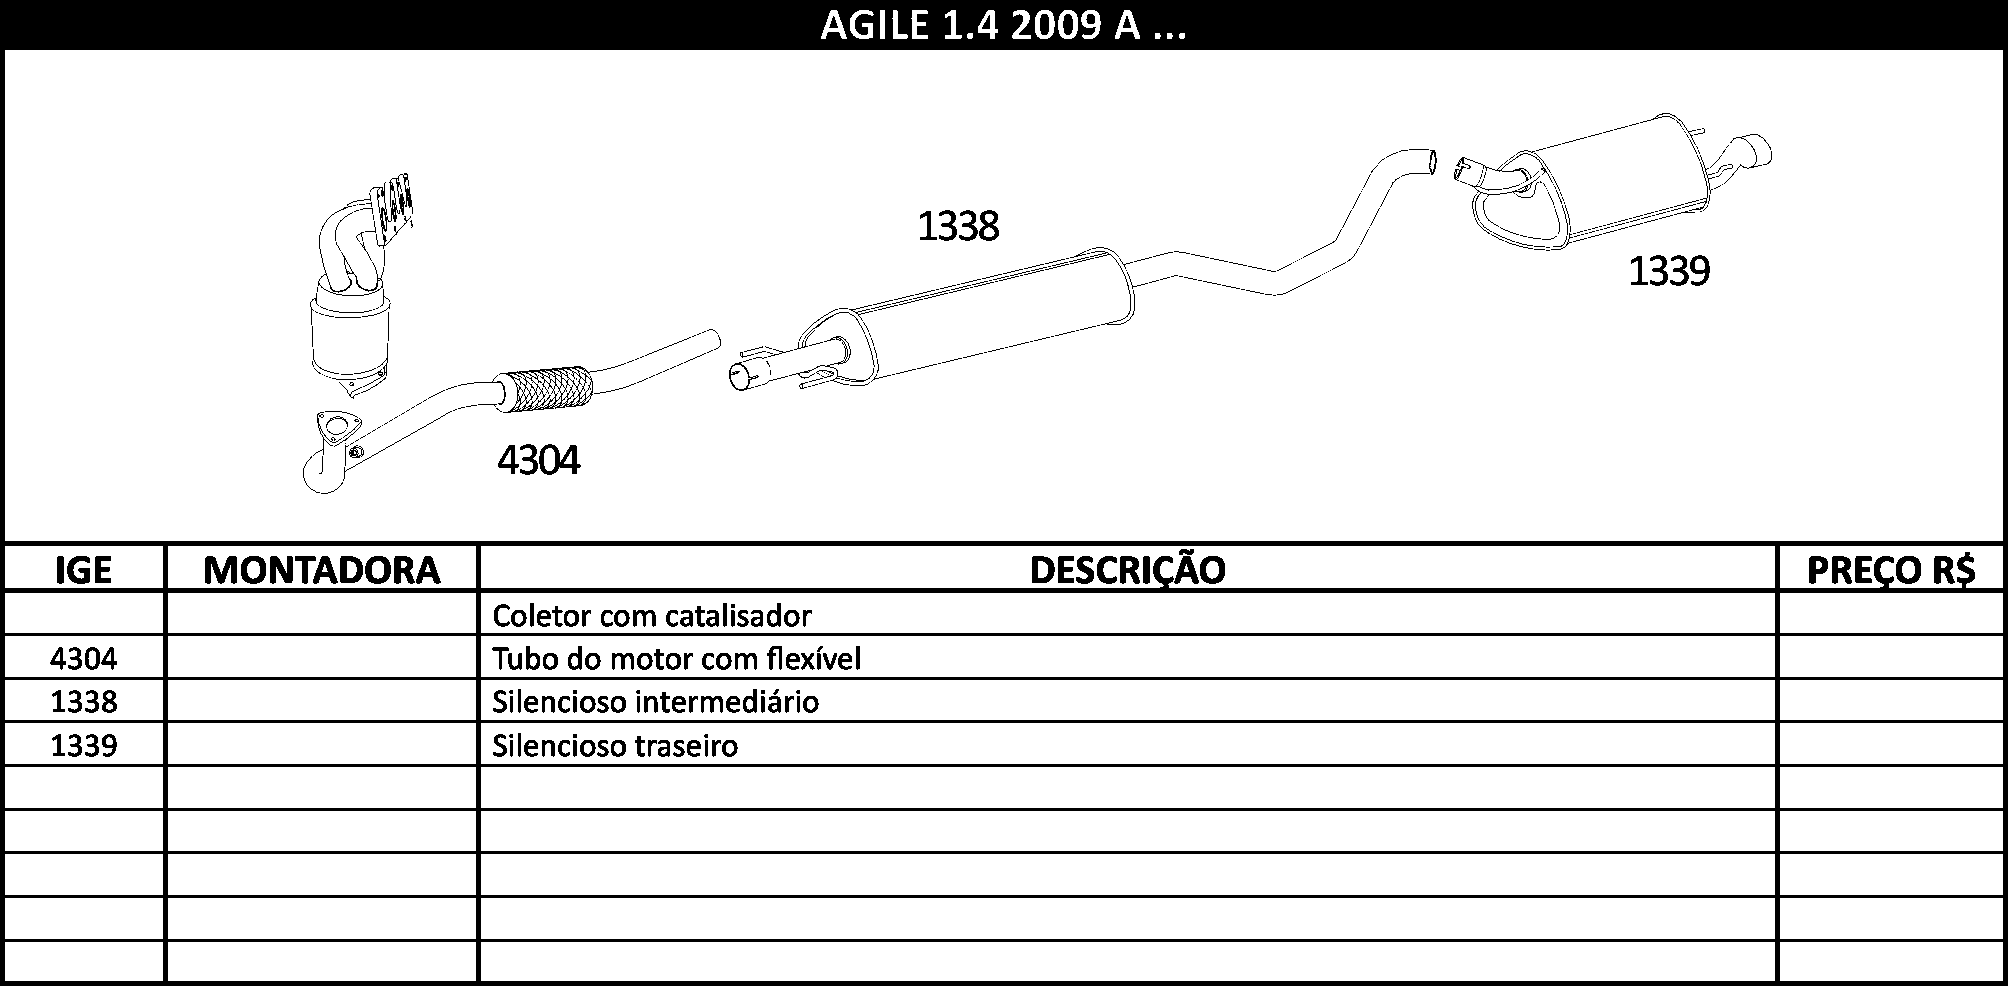 AGILE 1.4 2009 A ...
1338
1339
4304
IGE MONTADORA DESCRIÇÃO PREÇO R$
Coletor com catalisador
4304 Tubo do motor com flexível
1338 Silencioso intermediário
1339 Silencioso traseiro